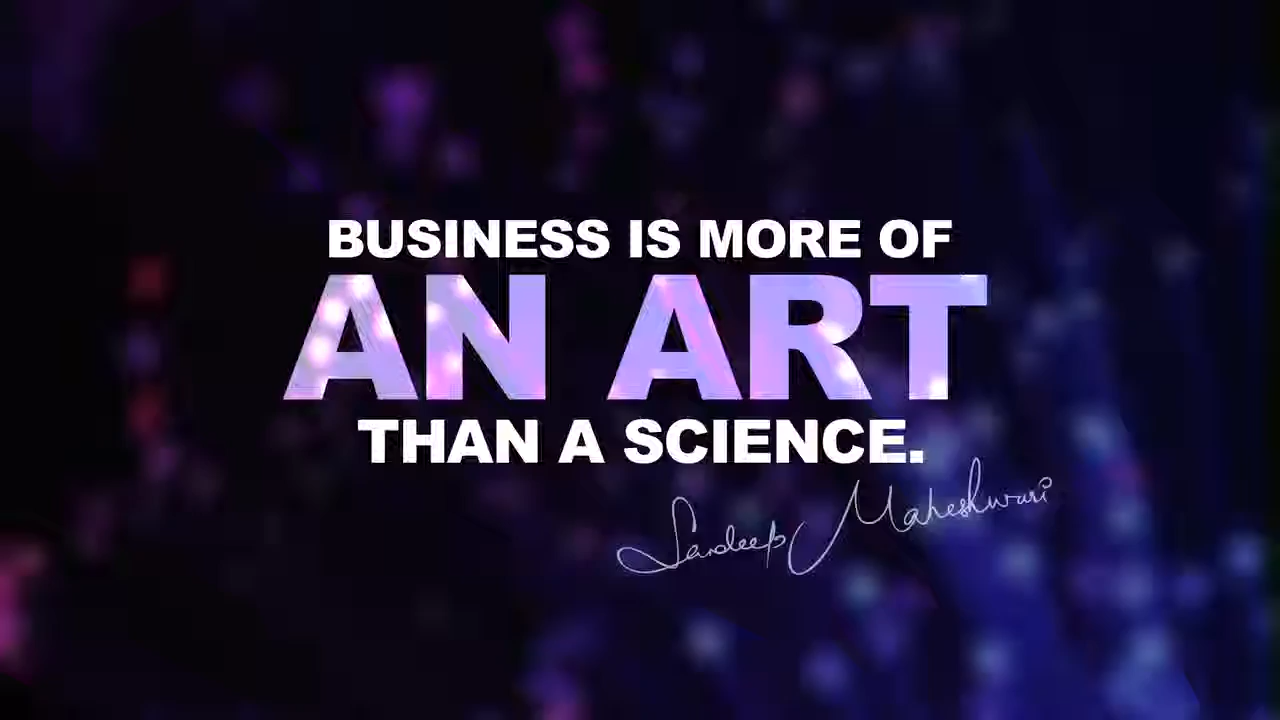 BUSINESS IS MORE OF
AN ART
THAN A SCIENCE.
Sandeep Maheshwari